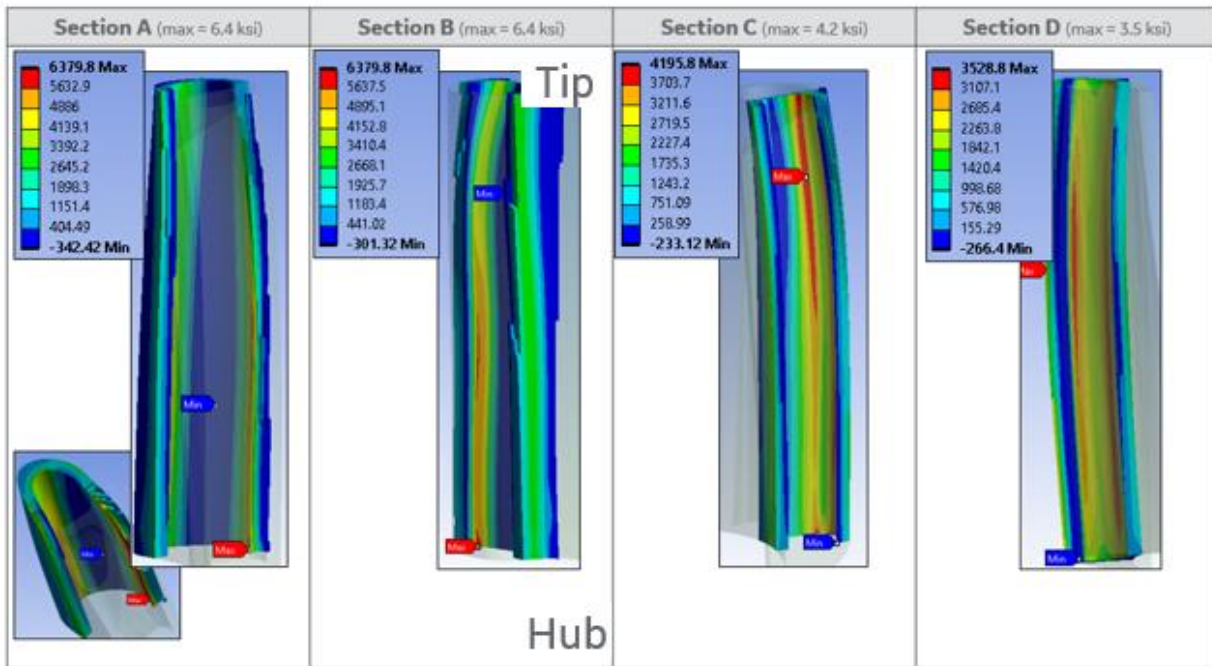 Section A (max = 6.4 ksi)
Section B (max = 6.4 ksi)
Section C (max = 4.2 ksi)
Section D (max = 3.5 ksi)
6379.8 Max
5632.9
4886
4139.1
3392.2
2645.2
1898.3
1151.4
404.49
-342.42 Min
Min
Max
Min
Max
6379.8 Max
5637.5
4895.1
4152.8
3410.4
2668.1
1925.7
1183.4
441.02
-301.32 Min
Tip
Min
Max
Hub
4195.8 Max
3703.7
3211.6
2719.5
2227.4
1735.3
1243.2
751.09
258.99
-233.12 Min
Max
Min
3528.8 Max
3107.1
2685.4
2263.8
1842.1
1420.4
998.68
576.98
155.29
-266.4 Min
Max
Min